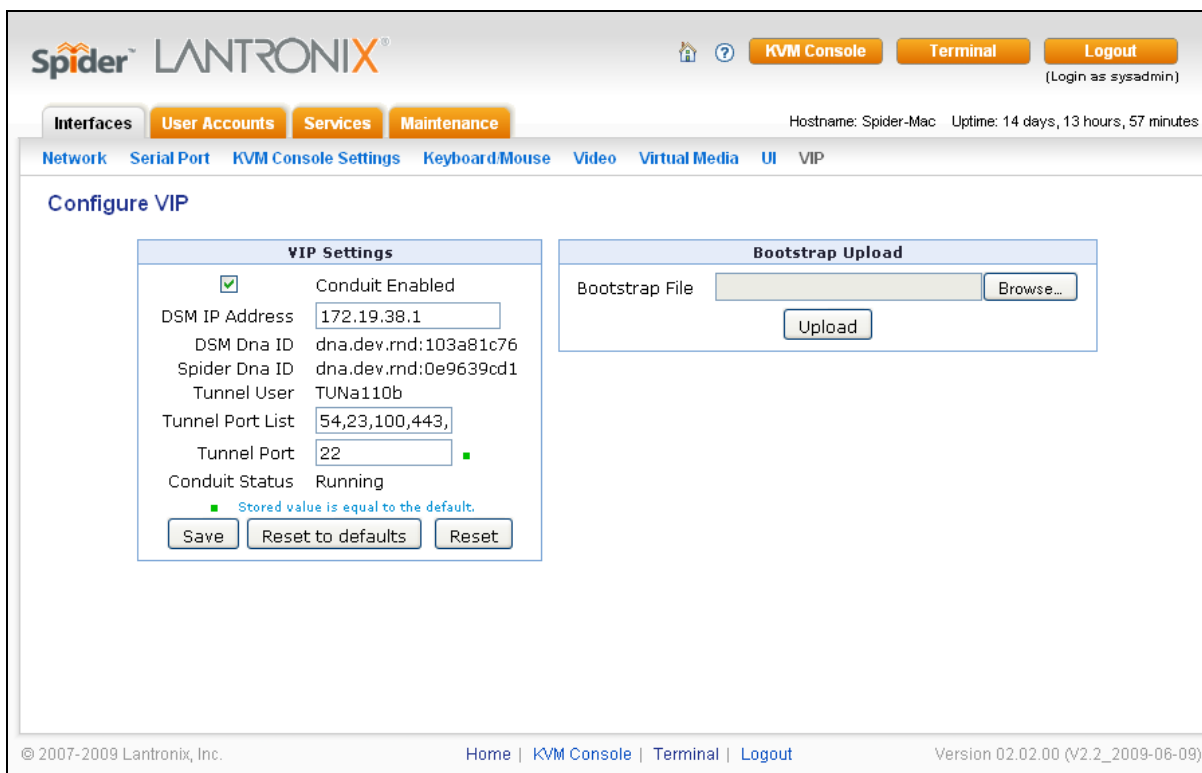 Spider™ LANTRONIX® KVM Console Terminal Logout
(Login as sysadmin)
Interfaces User Accounts Services Maintenance Hostname: Spider-Mac Uptime: 14 days, 13 hours, 57 minutes
Network Serial Port KVM Console Settings Keyboard/Mouse Video Virtual Media UI VIP
Configure VIP
VIP Settings
Conduit Enabled
DSM IP Address 172.19.38.1
DSM Dna ID dna.dev.rnd:103a81c76
Spider Dna ID dna.dev.rnd:0e9639cd1
Tunnel User TUNa110b
Tunnel Port List 54,23,100,443,
Tunnel Port 22
Conduit Status Running
Stored value is equal to the default.
Save Reset to defaults Reset
Bootstrap Upload
Bootstrap File Browse...
Upload
© 2007-2009 Lantronix, Inc. Home | KVM Console | Terminal | Logout Version 02.02.00 (V2.2_2009-06-09)